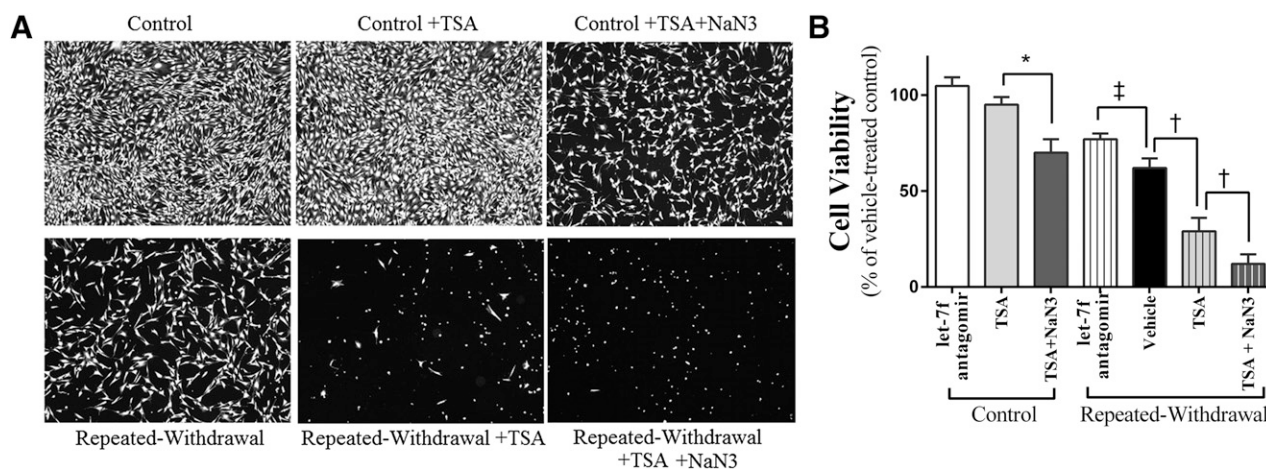 A
Control
Control +TSA
Control +TSA+NaN3
Repeated-Withdrawal
Repeated-Withdrawal +TSA
Repeated-Withdrawal
+TSA +NaN3
B
Cell Viability
(% of vehicle-treated control)
100
50
0
*
‡
†
†
let-7f
antagomir
TSA
TSA+NaN3
let-7f
antagomir
Vehicle
TSA
TSA + NaN3
Control
Repeated-Withdrawal